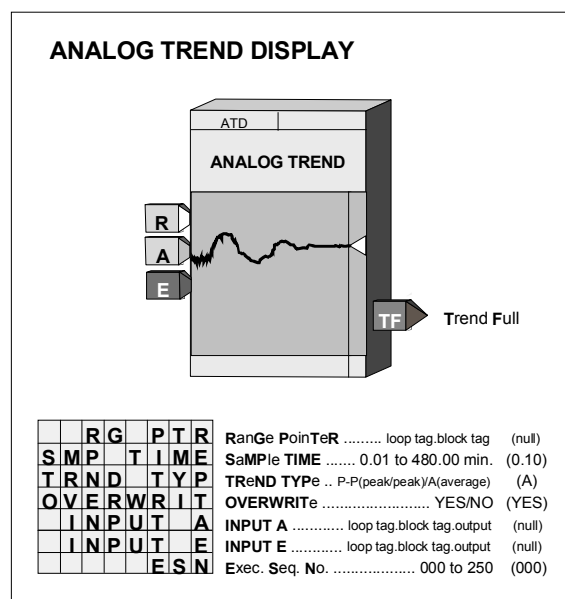 ANALOG TREND DISPLAY
ATD
ANALOG TREND
R
A
E
TF
Trend Full
RG PTR RanGe PoinTeR ......... loop tag.block tag (null)
SMP TIME SaMPle TIME ....... 0.01 to 480.00 min. (0.10)
TRND TYP TReND TYPe .. P-P(peak/peak)/A(average) (A)
OVERWRIT OVERWRITe ........................ YES/NO (YES)
INPUT A INPUT A ........... loop tag.block tag.output (null)
INPUT E INPUT E ........... loop tag.block tag.output (null)
ESN Exec. Seq. No. ................... 000 to 250 (000)